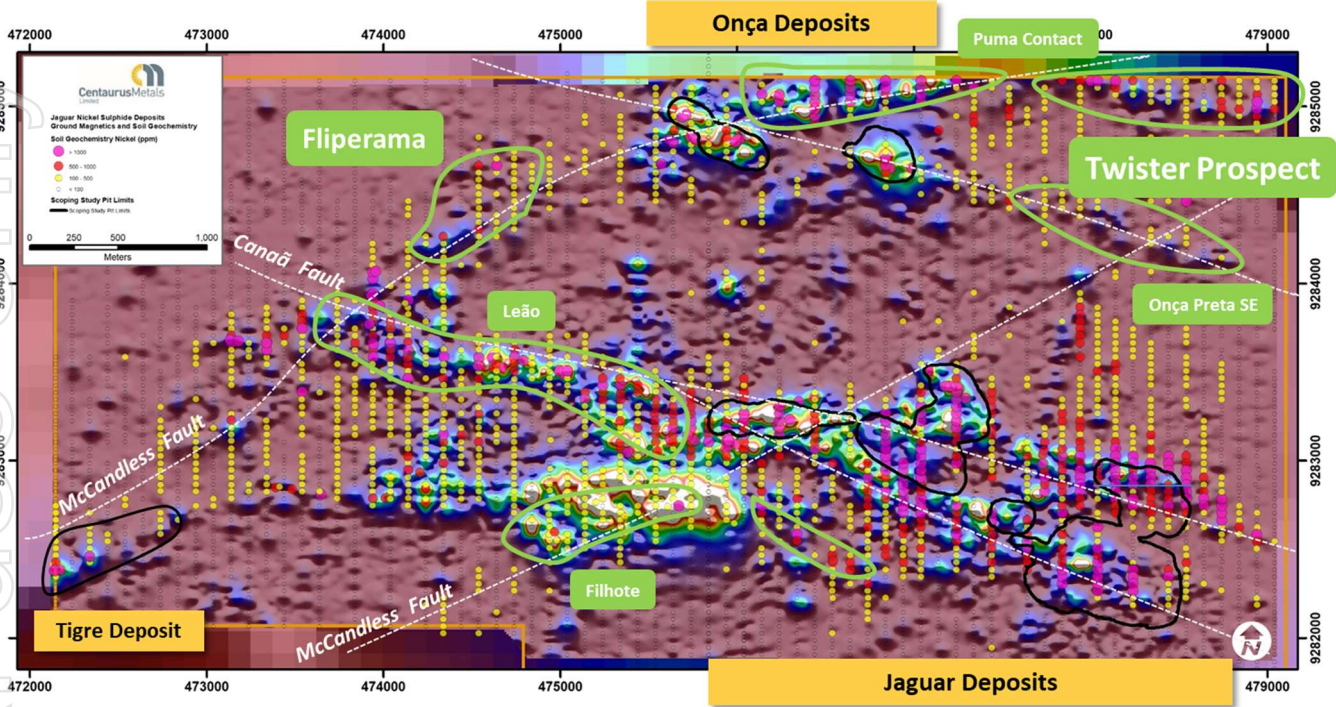 Onça Deposits
Puma Contact
472000
473000
474000
475000
479000
CentaurusMetals
Limited
Jaguar Nickel Sulphide Deposits
Ground Magnetics and Soil Geochemistry
Soil Geochemistry Nickel (ppm)
> 1000
500 - 1000
100 - 500
< 100
Scoping Study Pit Limits
Scoping Study Pit Limits
0 250 500 1,000
Meters
Fliperama
9285000
Twister Prospect
Canaã Fault
9284000
Leão
Onça Preta SE
McCandless Fault
9283000
Filhote
McCandless Fault
Tigre Deposit
9282000
N
Jaguar Deposits
472000
473000
474000
475000
479000